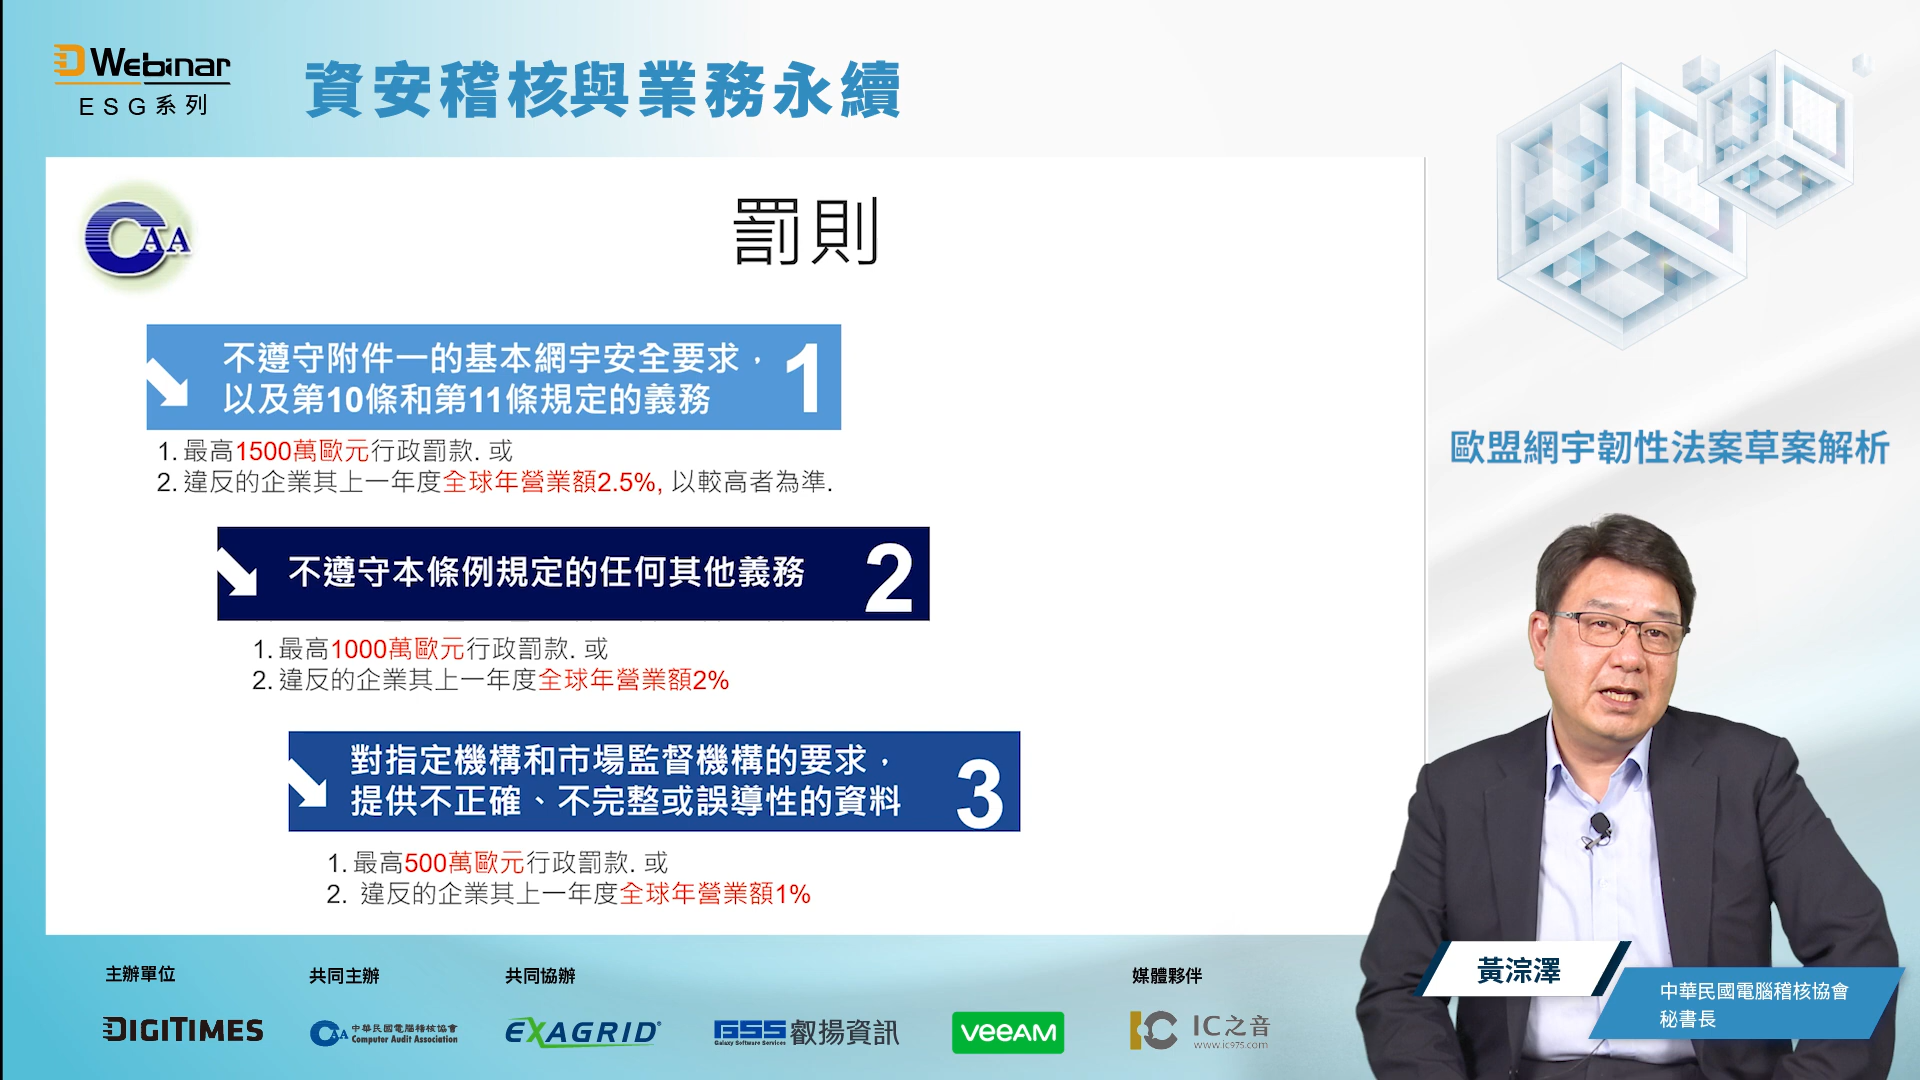 D Webinar
ESG系列
資安稽核與業務永續
CAA
罰則
不遵守附件一的基本網宇安全要求，
以及第10條和第11條規定的義務
1
1. 最高1500萬歐元行政罰款. 或
2. 違反的企業其上一年度全球年營業額2.5%, 以較高者為準.
不遵守本條例規定的任何其他義務
2
1. 最高1000萬歐元行政罰款. 或
2. 違反的企業其上一年度全球年營業額2%
對指定機構和市場監督機構的要求，
提供不正確、不完整或誤導性的資料
3
1. 最高500萬歐元行政罰款. 或
2. 違反的企業其上一年度全球年營業額1%
歐盟網宇韌性法案草案解析
黃淙澤
中華民國電腦稽核協會
秘書長
主辦單位
DIGITIMES
共同主辦
CAA 中華民國電腦稽核協會
Computer Audit Association
共同協辦
EXAGRID®
GSS 叡揚資訊
Galaxy Software Services
veeam
媒體夥伴
IC IC之音
www.ic975.com